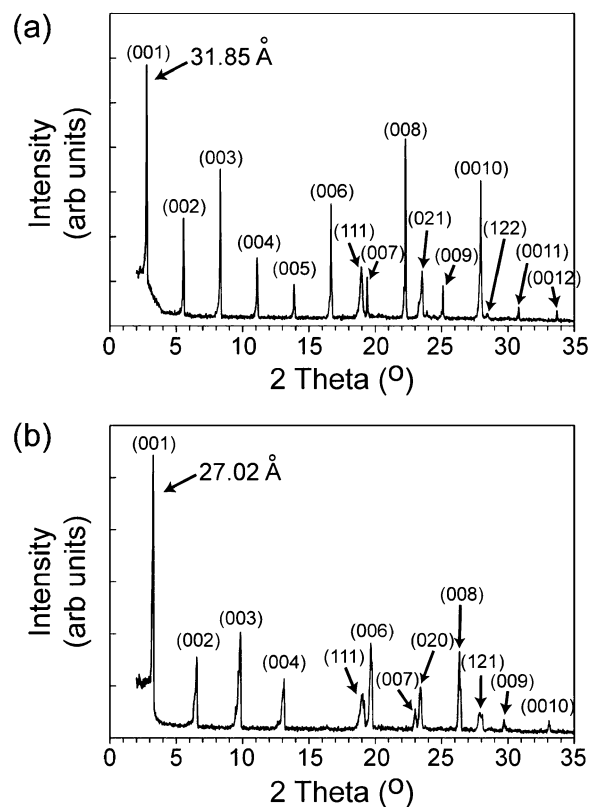 (a)
Intensity
(arb units)
(001)
31.85 Å
(002)
(003)
(004)
(005)
(006)
(111)
(007)
(008)
(021)
(009)
(0010)
(122)
(0011)
(0012)
0 5 10 15 20 25 30 35
2 Theta (O)
(b)
Intensity
(arb units)
(001)
27.02 Å
(002)
(003)
(004)
(111)
(006)
(007)
(020)
(008)
(121)
(009)
(0010)
0 5 10 15 20 25 30 35
2 Theta (O)